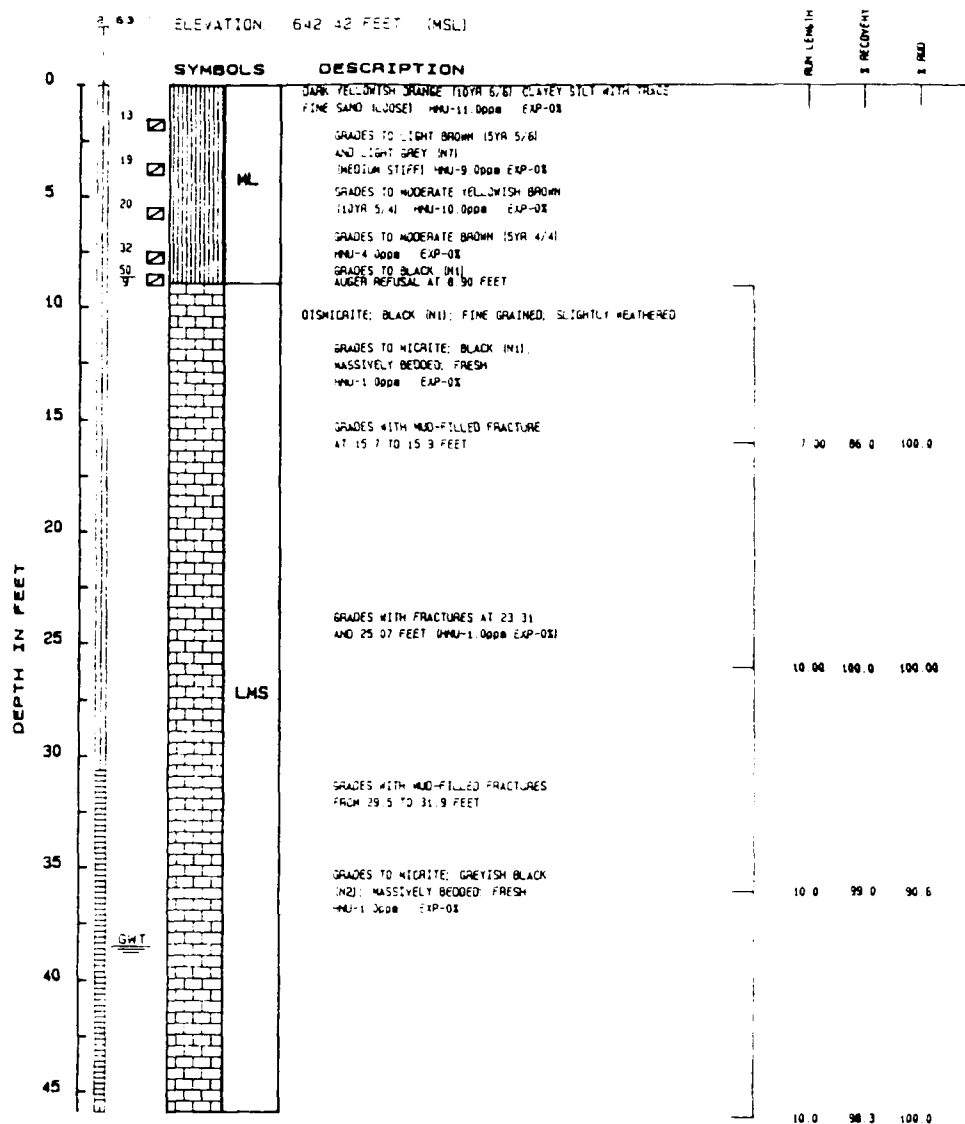 2.63 ELEVATION: 642.42 FEET (MSL)
RUN LENGTH
% RECOVERY
% RQD
SYMBOLS DESCRIPTION
0
DARK YELLOWISH ORANGE (10YR 6/6) CLAYEY SILT WITH TRACE
FINE SAND (LOOSE) HNU-11.0ppm EXP-0%
13
GRADES TO LIGHT BROWN (5YR 5/6)
AND LIGHT GREY (N7)
19
(MEDIUM STIFF) HNU-9.0ppm EXP-0%
ML
5
GRADES TO MODERATE YELLOWISH BROWN
20
(10YR 5/4) HNU-10.0ppm EXP-0%
GRADES TO MODERATE BROWN (5YR 4/4)
32
HNU-4.0ppm EXP-0%
50
9
GRADES TO BLACK (N1)
AUGER REFUSAL AT 8.90 FEET
10
DISMICRITE; BLACK (N1); FINE GRAINED; SLIGHTLY WEATHERED
GRADES TO MICRITE; BLACK (N1);
MASSIVELY BEDDED; FRESH
HNU-1.0ppm EXP-0%
15
GRADES WITH MUD-FILLED FRACTURE
AT 15.7 TO 15.9 FEET
7.00 86.0 100.0
20
GRADES WITH FRACTURES AT 23.31
AND 25.07 FEET (HNU-1.0ppm EXP-0%)
25
10.00 100.0 100.00
DEPTH IN FEET
LMS
30
GRADES WITH MUD-FILLED FRACTURES
FROM 29.5 TO 31.9 FEET
35
GRADES TO MICRITE; GREYISH BLACK
(N2); MASSIVELY BEDDED; FRESH
HNU-1.0ppm EXP-0%
10.0 99.0 90.6
GWT
40
45
10.0 98.3 100.0